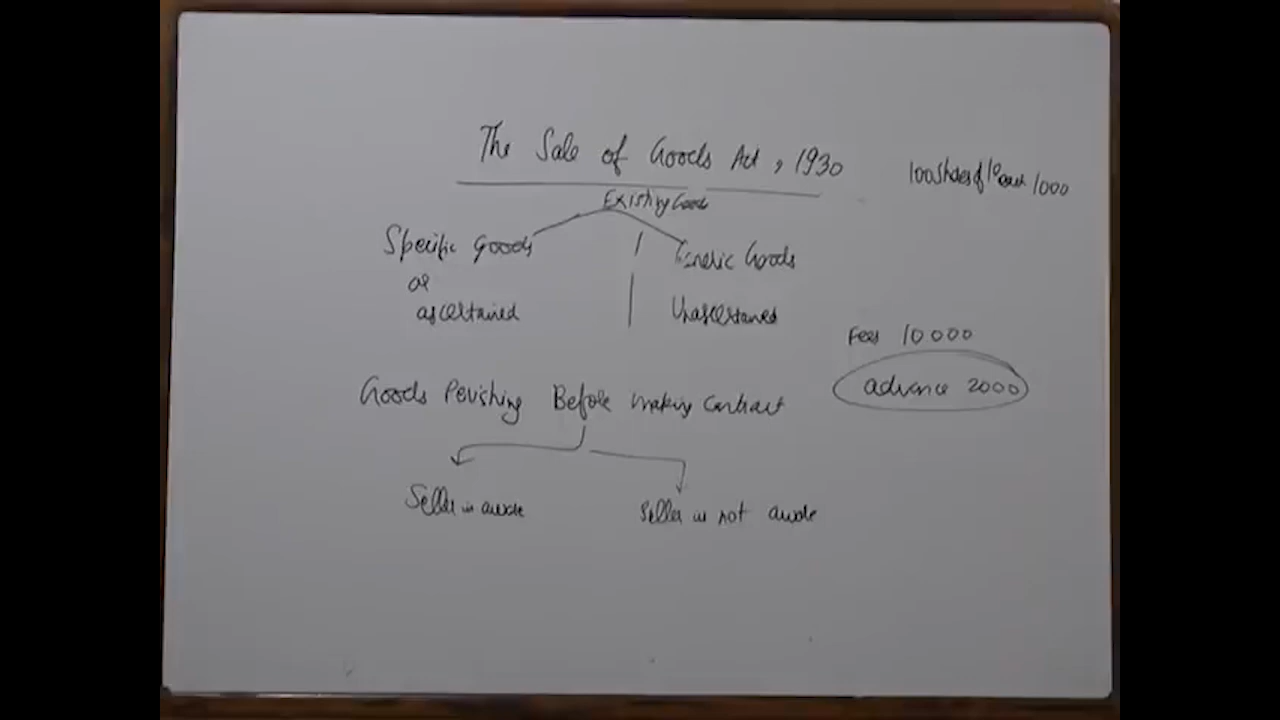 The Sale of Goods Act, 1930
100 Shares of 10 each 1000
Existing Goods
Specific Goods
Generic Goods
or
ascertained
Unascertained
Fees 10000
advance 2000
Goods Perishing Before making Contract
Seller is aware
Seller is not aware